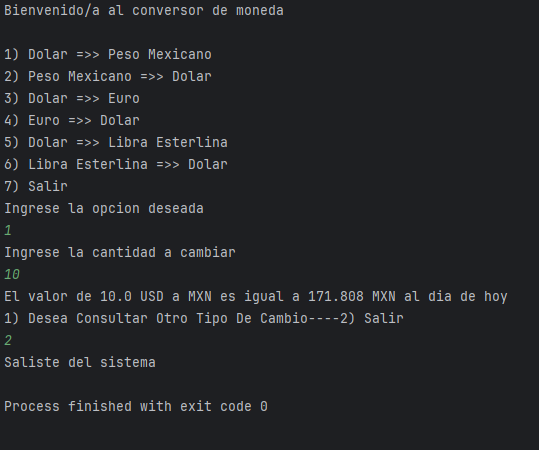 Bienvenido/a al conversor de moneda
1) Dolar =>> Peso Mexicano
2) Peso Mexicano =>> Dolar
3) Dolar =>> Euro
4) Euro =>> Dolar
5) Dolar =>> Libra Esterlina
6) Libra Esterlina =>> Dolar
7) Salir
Ingrese la opcion deseada
1
Ingrese la cantidad a cambiar
10
El valor de 10.0 USD a MXN es igual a 171.808 MXN al dia de hoy
1) Desea Consultar Otro Tipo De Cambio----2) Salir
2
Saliste del sistema
Process finished with exit code 0